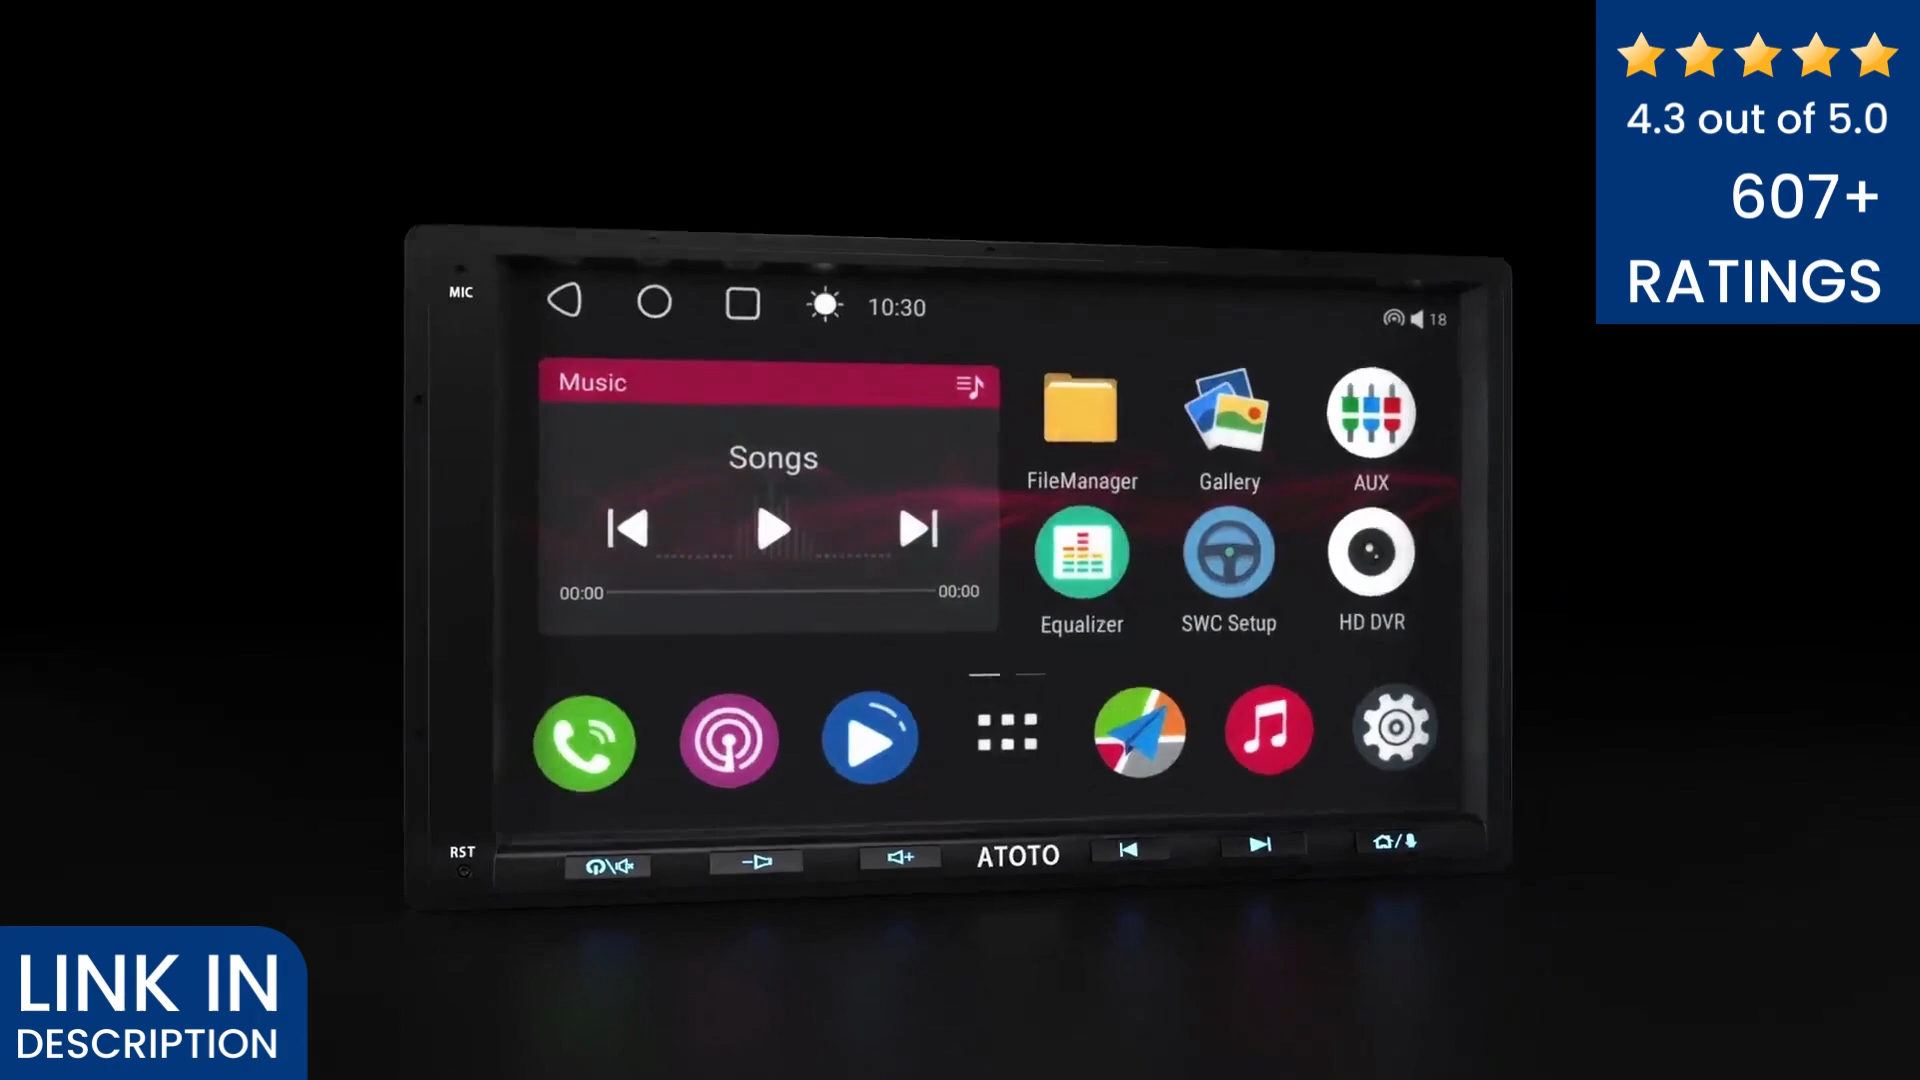 4.3 out of 5.0
607+
RATINGS
MIC
10:30
18
Music
Songs
00:00
00:00
FileManager
Gallery
AUX
Equalizer
SWC Setup
HD DVR
RST
ATOTO
LINK IN
DESCRIPTION